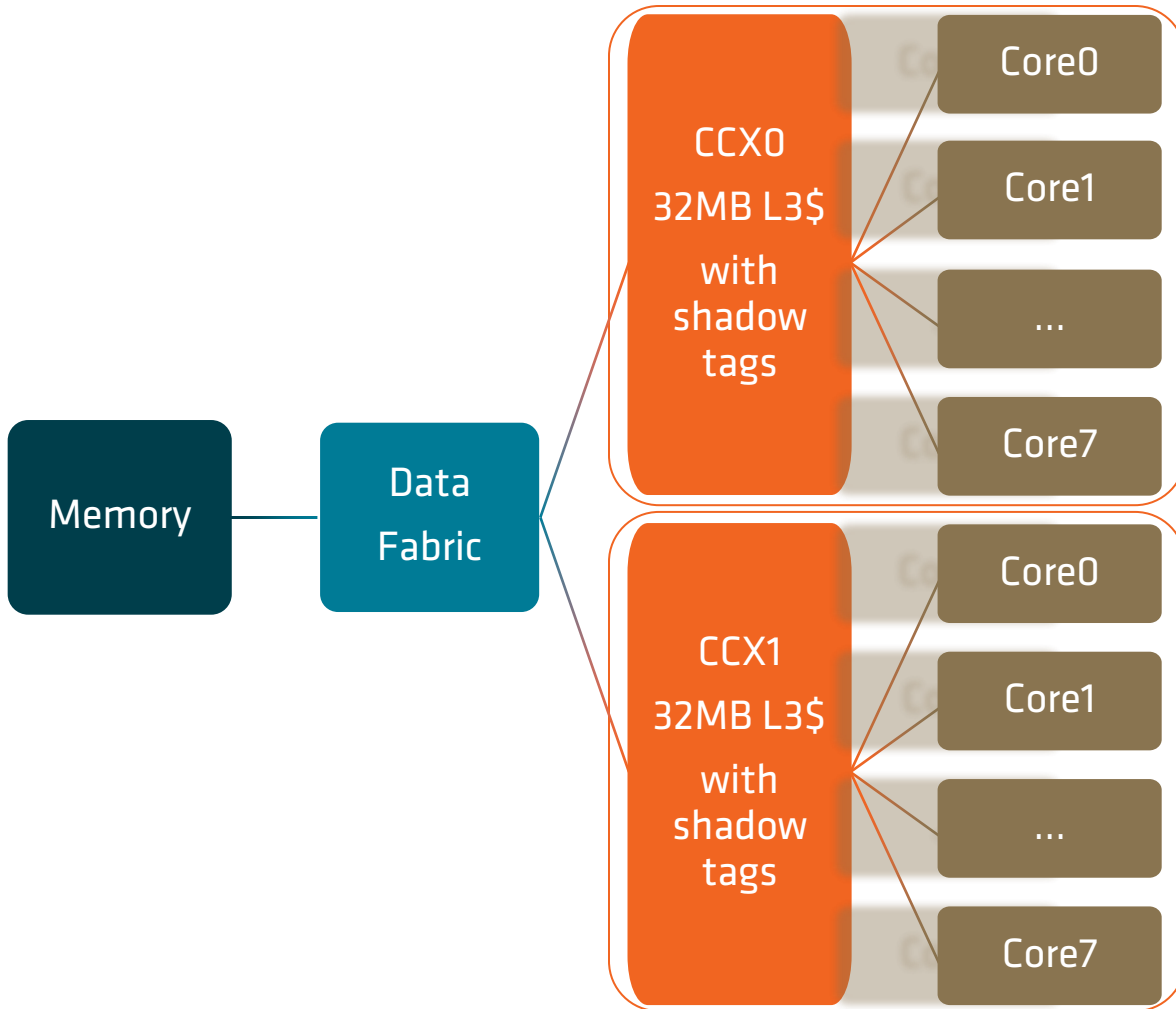 Memory
Data
Fabric
CCX0
32MB L3$
with
shadow
tags
Core0
Core1
...
Core7
CCX1
32MB L3$
with
shadow
tags
Core0
Core1
...
Core7